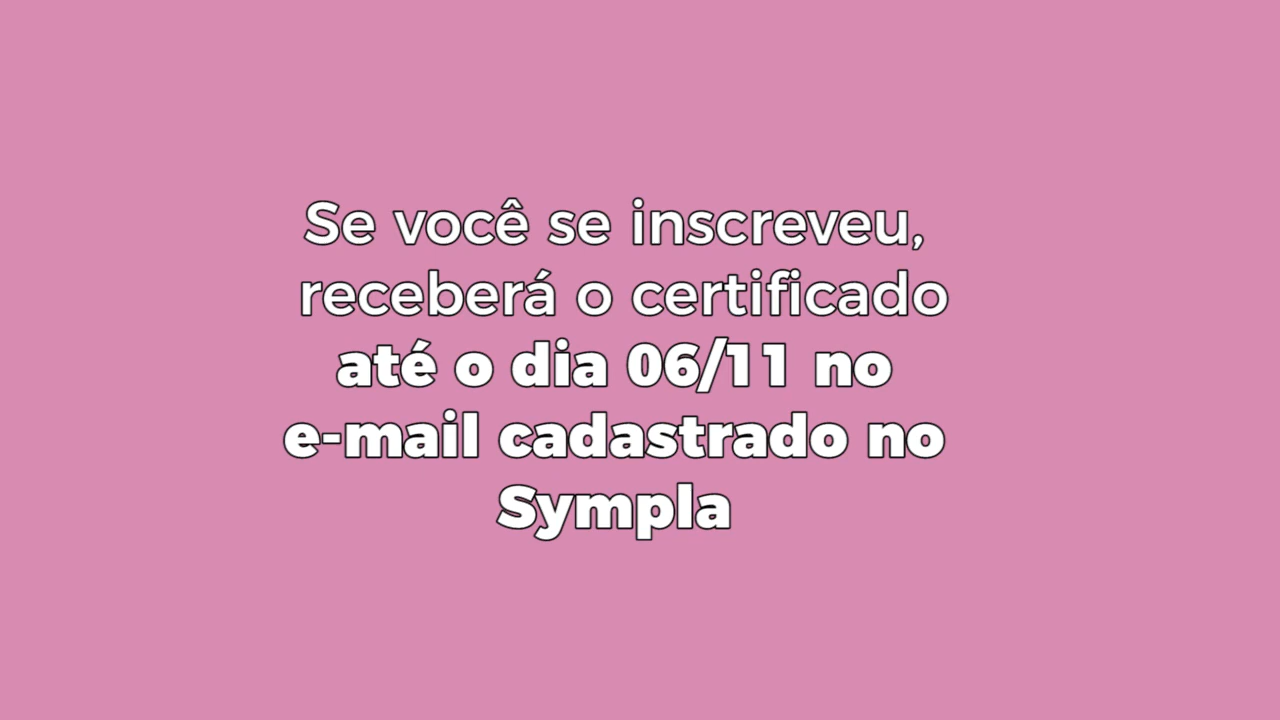 Se você se inscreveu,
receberá o certificado
até o dia 06/11 no
e-mail cadastrado no
Sympla